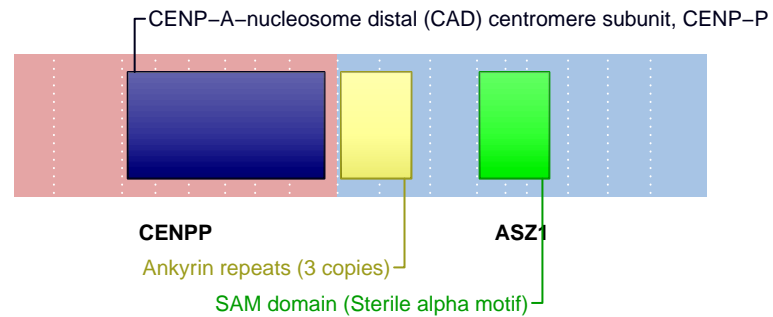 CENP−A−nucleosome distal (CAD) centromere subunit, CENP−P
CENPP ASZ1
Ankyrin repeats (3 copies)
SAM domain (Sterile alpha motif)